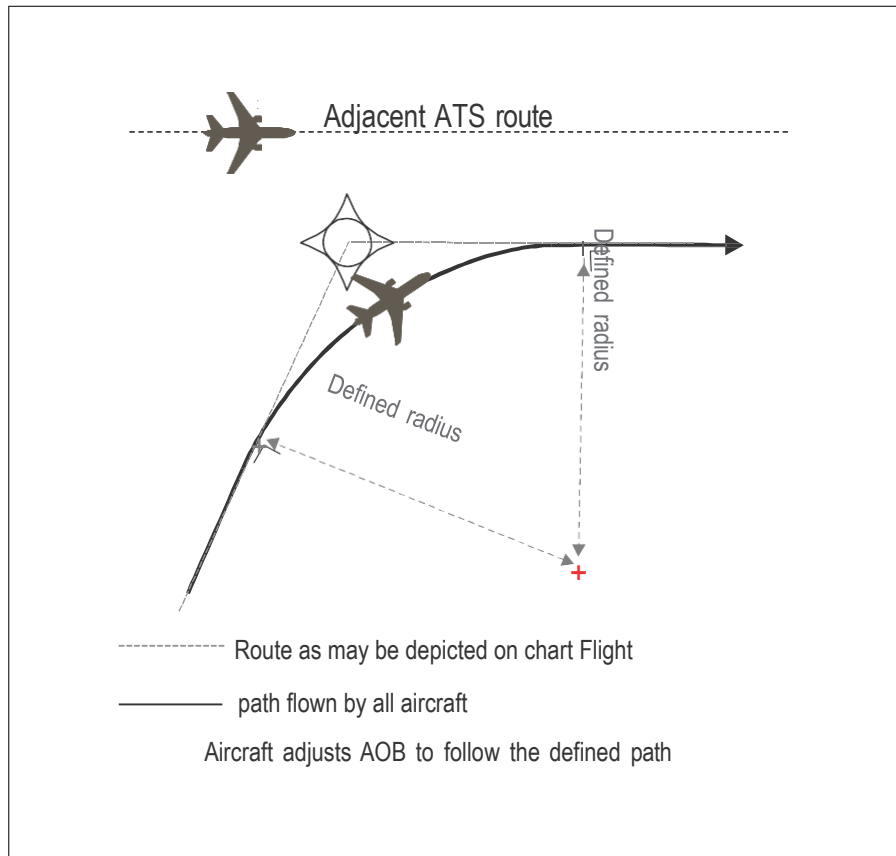 Adjacent ATS route
Defined radius
Defined radius
Route as may be depicted on chart Flight
path flown by all aircraft
Aircraft adjusts AOB to follow the defined path